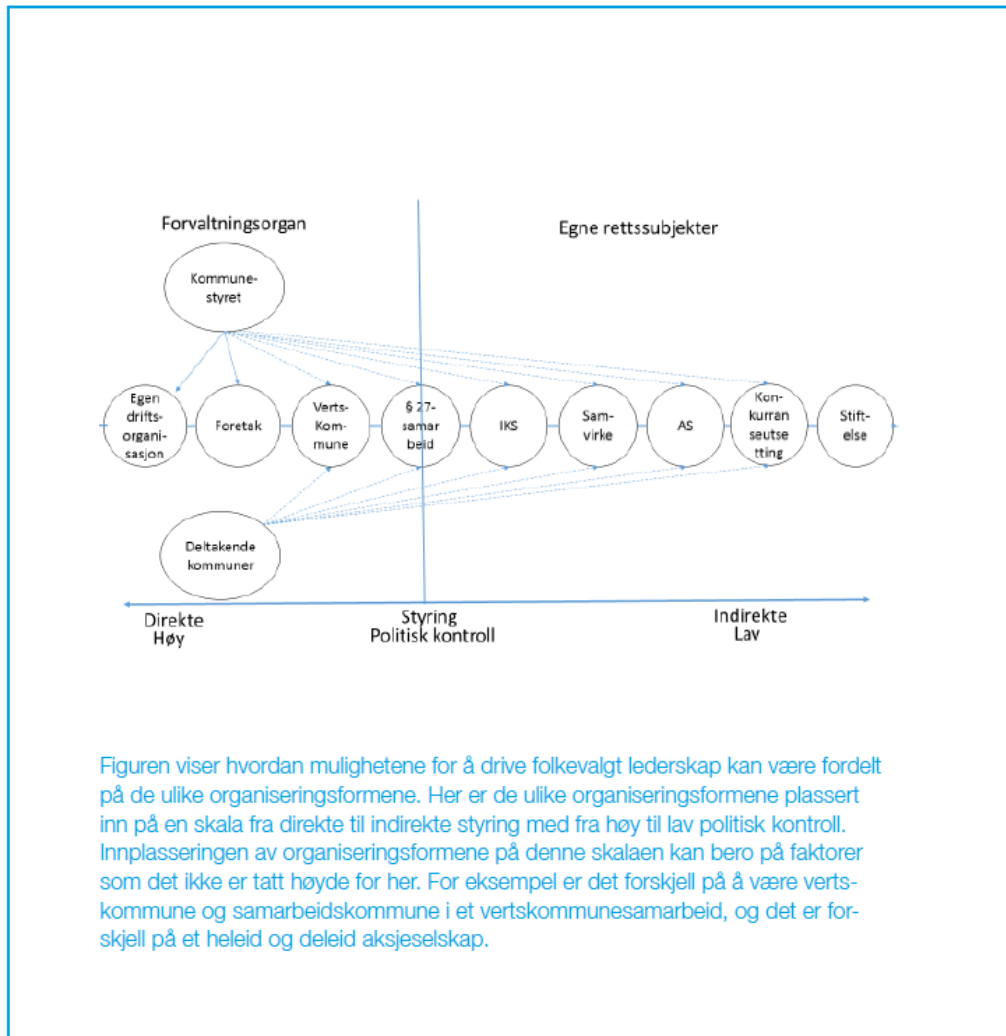 Forvaltningsorgan
Egne rettssubjekter
Kommune-
styret
Egen
drifts-
organi-
sasjon
Foretak
Verts-
Kom-
mune
§ 27-
samar
beid
IKS
Sam-
virke
AS
Kon-
kurran
seutse
tting
Stift-
else
Deltakende
kommuner
Direkte
Høy
Styring
Politisk kontroll
Indirekte
Lav
Figuren viser hvordan mulighetene for å drive folkevalgt lederskap kan være fordelt
på de ulike organiseringsformene. Her er de ulike organiseringsformene plassert
inn på en skala fra direkte til indirekte styring med fra høy til lav politisk kontroll.
Innplasseringen av organiseringsformene på denne skalaen kan bero på faktorer
som det ikke er tatt høyde for her. For eksempel er det forskjell på å være verts-
kommune og samarbeidskommune i et vertskommunesamarbeid, og det er for-
skjell på et heleid og deleid aksjeselskap.